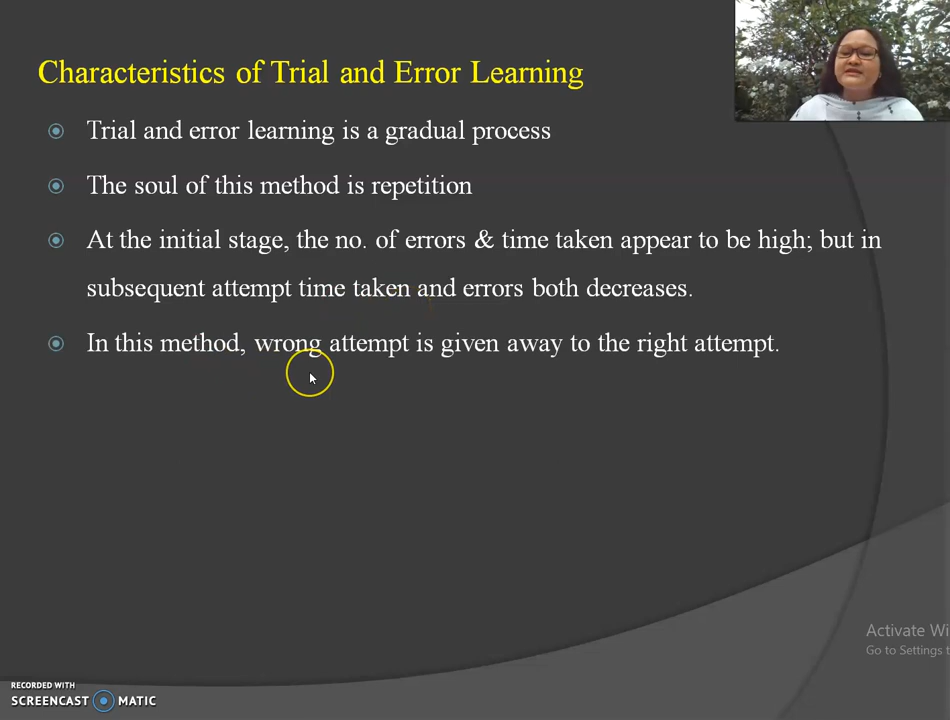 Characteristics of Trial and Error Learning
Trial and error learning is a gradual process
The soul of this method is repetition
At the initial stage, the no. of errors & time taken appear to be high; but in
subsequent attempt time taken and errors both decreases.
In this method, wrong attempt is given away to the right attempt.
Activate Wi
Go to Settings t
RECORDED WITH
SCREENCAST MATIC